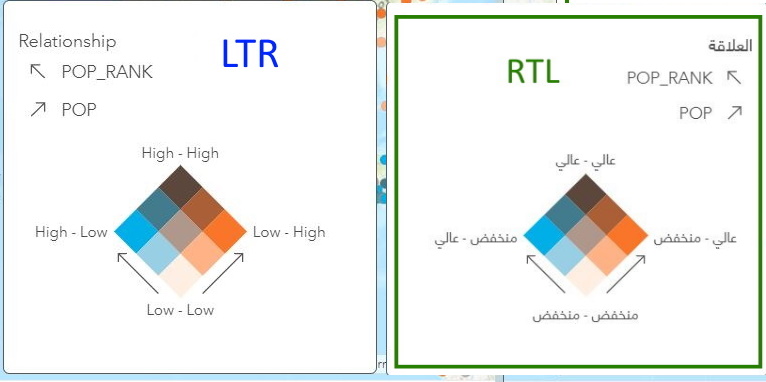 Relationship
POP_RANK
POP
LTR
High - High
High - Low
Low - High
Low - Low
العلاقة
POP_RANK
POP
RTL
عالي - عالي
منخفض - عالي
عالي - منخفض
منخفض - منخفض